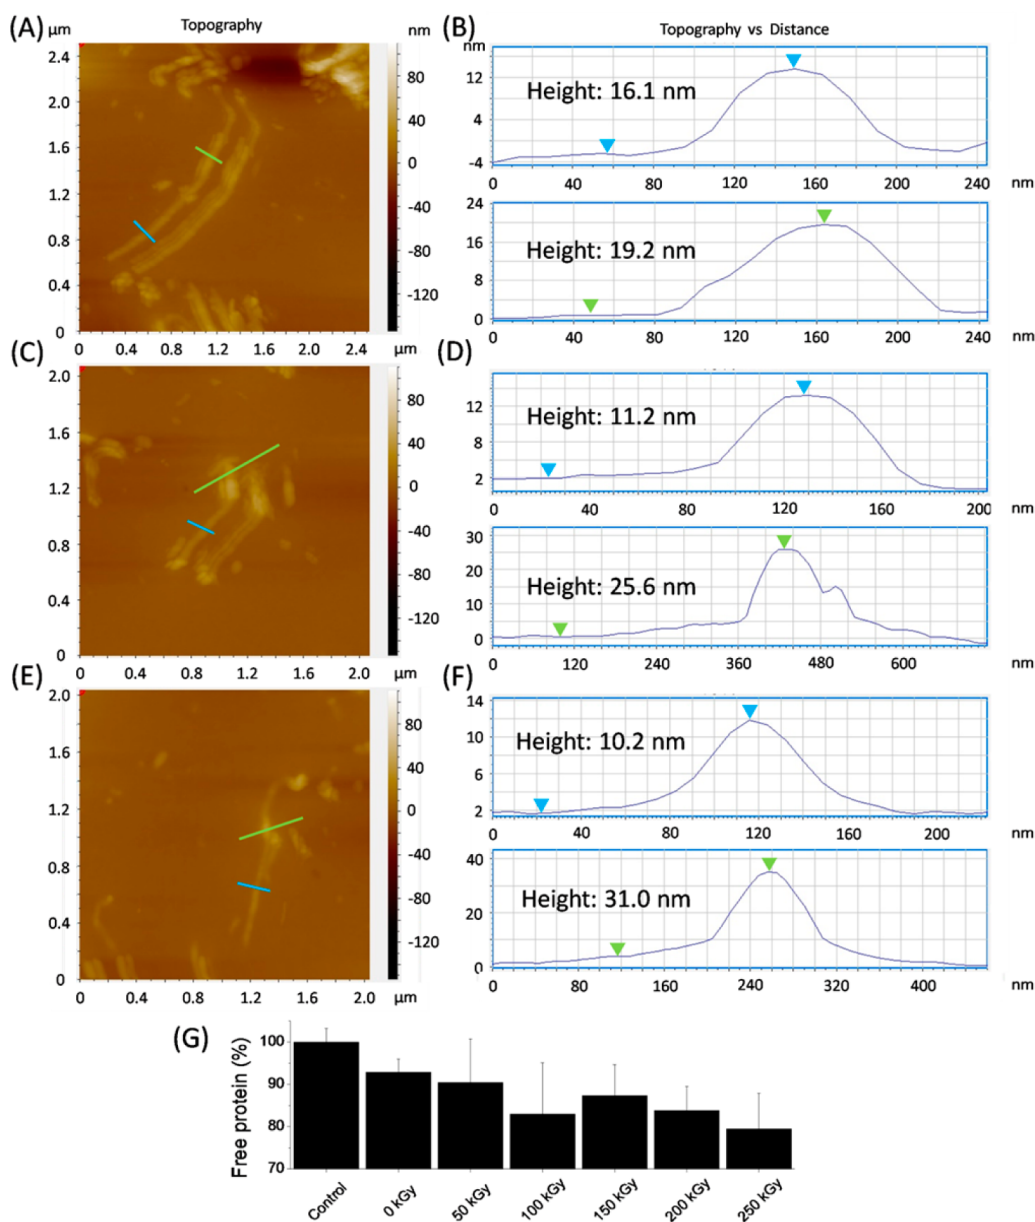 (A)
μm
Topography
nm
2.4
2.0
1.6
1.2
0.8
0.4
0
80
40
0
-40
-80
-120
0.4 1.0 1.6 2.0 2.4
μm
(B)
Topography vs Distance
nm
12
4
-4
Height: 16.1 nm
0 40 80 120 160 200 245
nm
24
16
8
0
Height: 19.2 nm
0 40 80 120 160 200 245
nm
(C)
2.0
1.6
1.2
0.8
0.4
0
80
40
0
-40
-80
-120
0 0.4 0.8 1.2 1.6 2.0
μm
(D)
12
8
2
Height: 11.2 nm
0 40 80 120 160 200
nm
30
20
10
0
Height: 25.6 nm
0 120 240 360 480 600
nm
(E)
2.0
1.6
1.2
0.8
0.4
0
80
40
0
-40
-80
-120
0 0.4 0.8 1.2 1.6 2.0
μm
(F)
14
10
6
2
Height: 10.2 nm
0 40 80 120 160 200
nm
40
20
0
Height: 31.0 nm
0 80 160 240 320 400
nm
(G)
Free protein (%)
100
90
80
70
Control 0 kGy 50 kGy 100 kGy 150 kGy 200 kGy 250 kGy